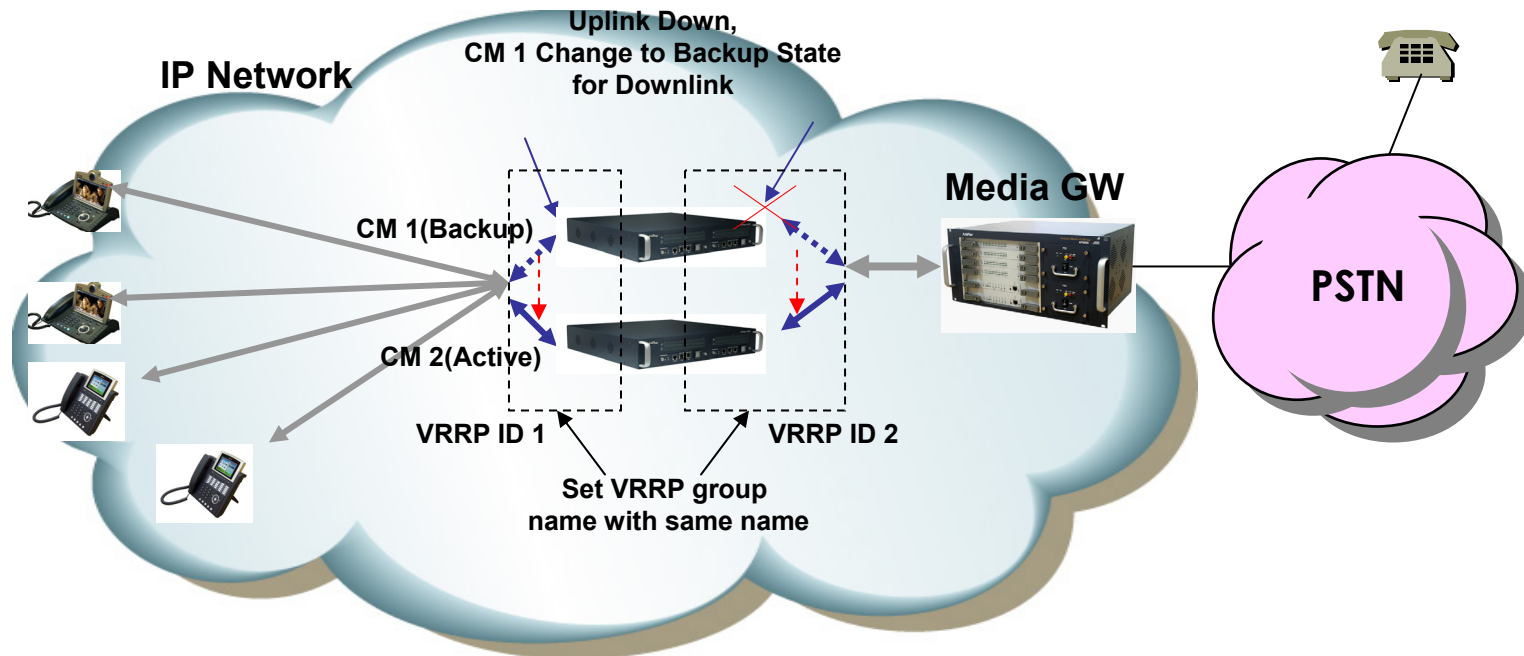 Uplink Down,
CM 1 Change to Backup State
for Downlink
IP Network
Media GW
CM 1(Backup)
PSTN
CM 2(Active)
VRRP ID 1
VRRP ID 2
Set VRRP group
name with same name